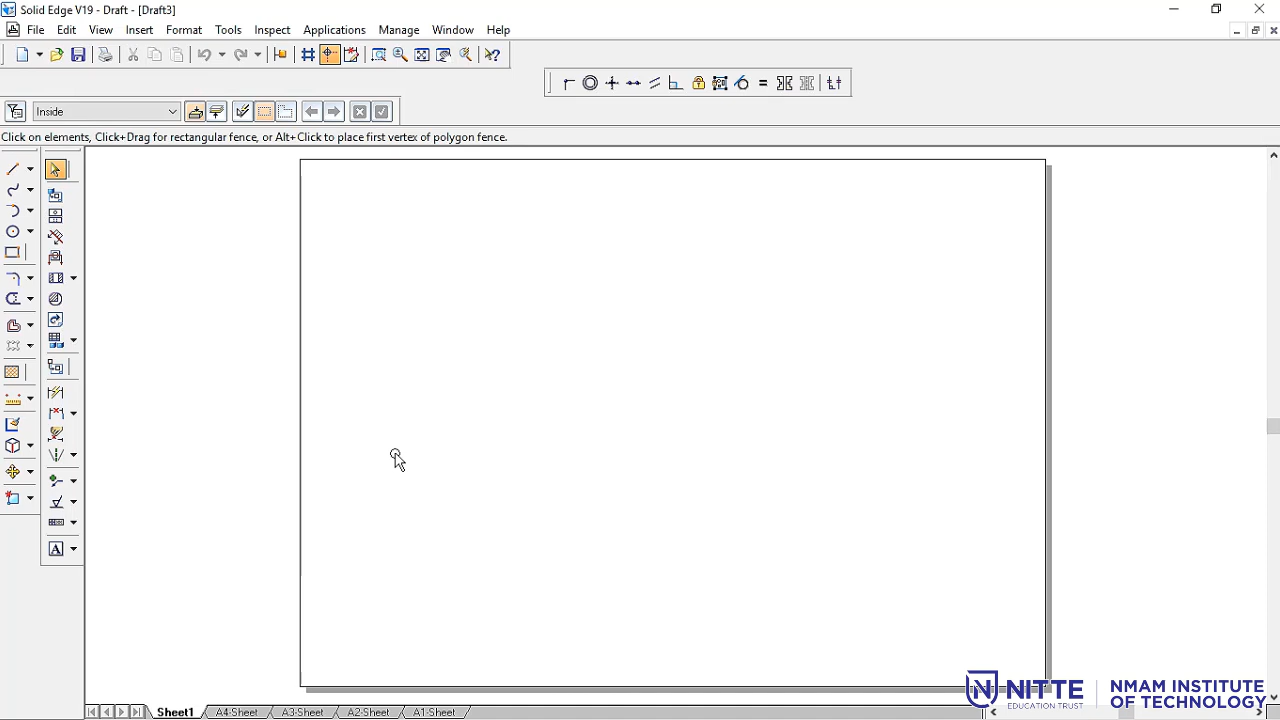 Solid Edge V19 - Draft - [Draft3]
File Edit View Insert Format Tools Inspect Applications Manage Window Help
Inside
Click on elements, Click+Drag for rectangular fence, or Alt+Click to place first vertex of polygon fence.
A
NITTE
EDUCATION TRUST
NMAM INSTITUTE
OF TECHNOLOGY
Sheet1 A4-Sheet A3-Sheet A2-Sheet A1-Sheet